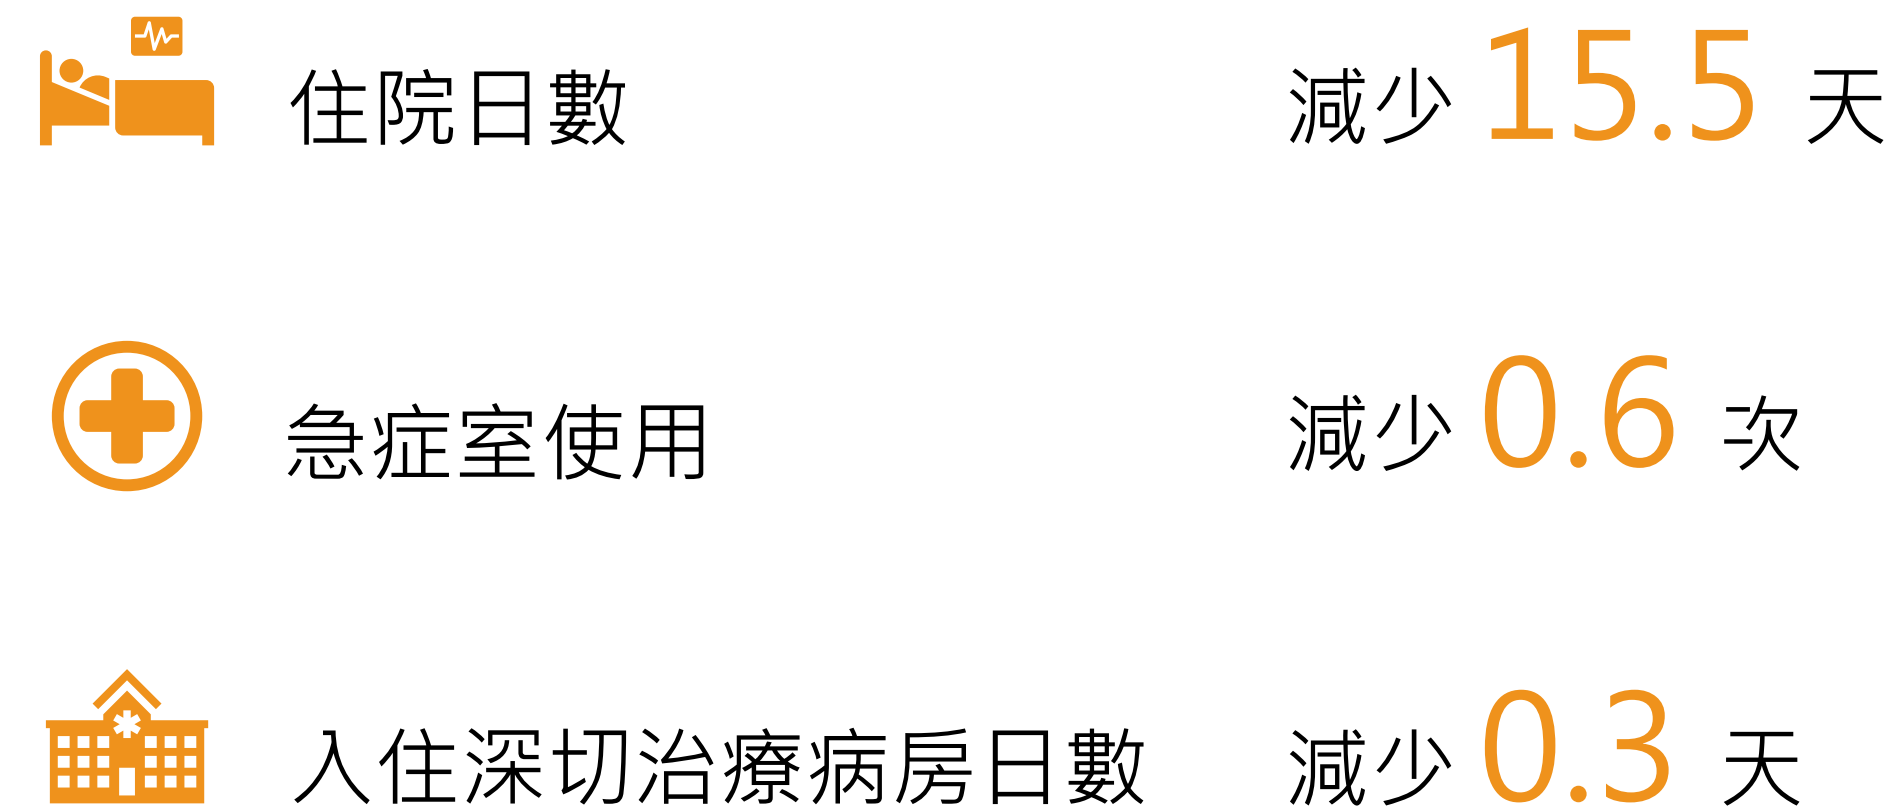 住院日數 減少 15.5 天
急症室使用 減少 0.6 次
入住深切治療病房日數 減少 0.3 天